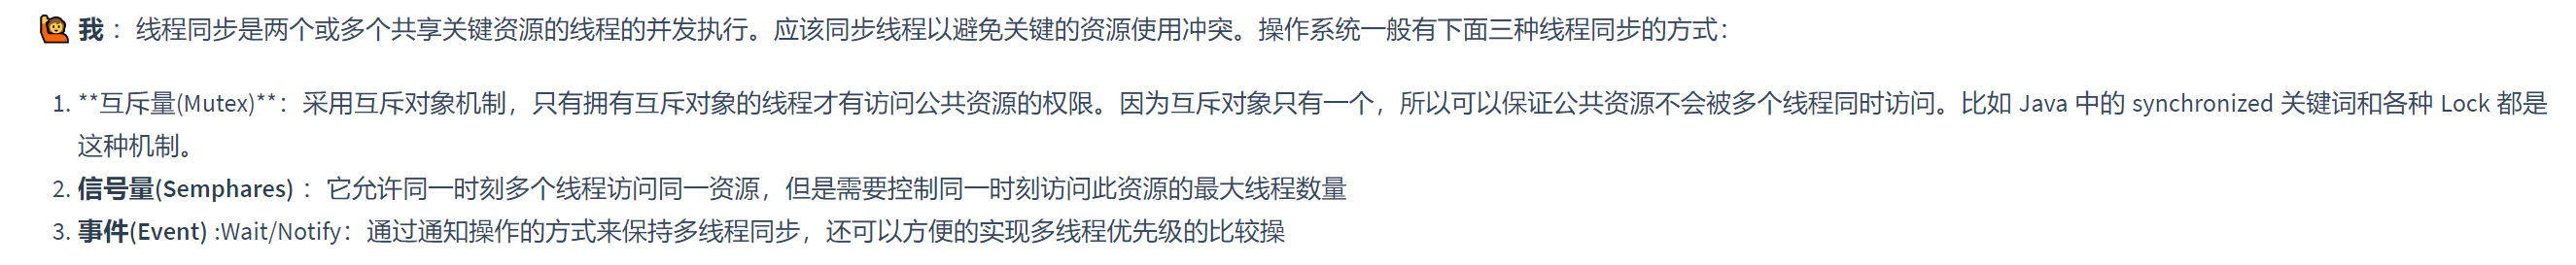 🙋 我 ：线程同步是两个或多个共享关键资源的线程的并发执行。应该同步线程以避免关键的资源使用冲突。操作系统一般有下面三种线程同步的方式：
1. **互斥量(Mutex)**：采用互斥对象机制，只有拥有互斥对象的线程才有访问公共资源的权限。因为互斥对象只有一个，所以可以保证公共资源不会被多个线程同时访问。比如 Java 中的 synchronized 关键词和各种 Lock 都是
这种机制。
2. 信号量(Semphares) ：它允许同一时刻多个线程访问同一资源，但是需要控制同一时刻访问此资源的最大线程数量
3. 事件(Event) :Wait/Notify：通过通知操作的方式来保持多线程同步，还可以方便的实现多线程优先级的比较操